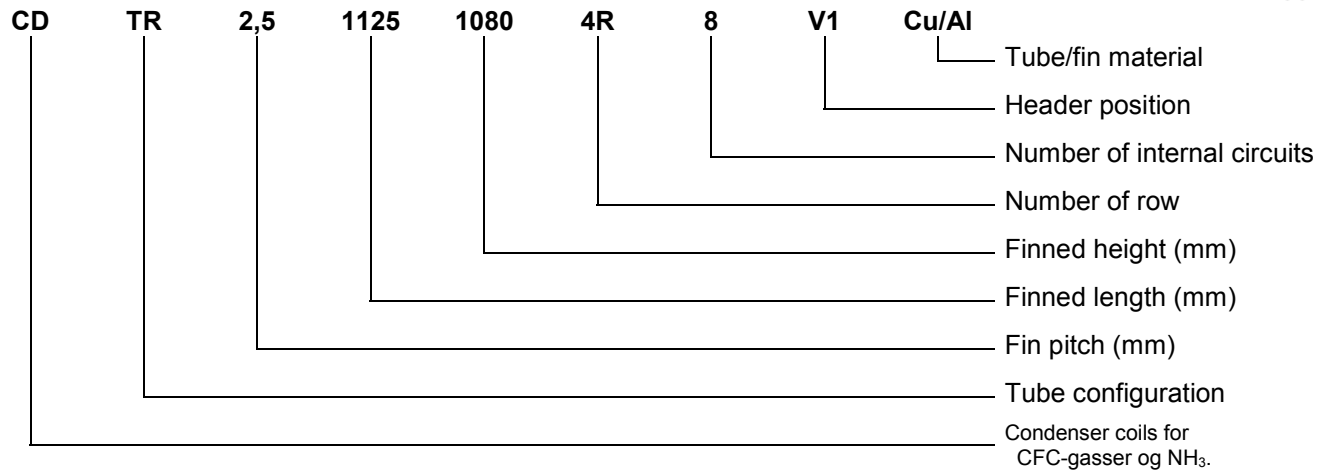 CD TR 2,5 1125 1080 4R 8 V1 Cu/Al
Tube/fin material
Header position
Number of internal circuits
Number of row
Finned height (mm)
Finned length (mm)
Fin pitch (mm)
Tube configuration
Condenser coils for
CFC-gasser og NH₃.